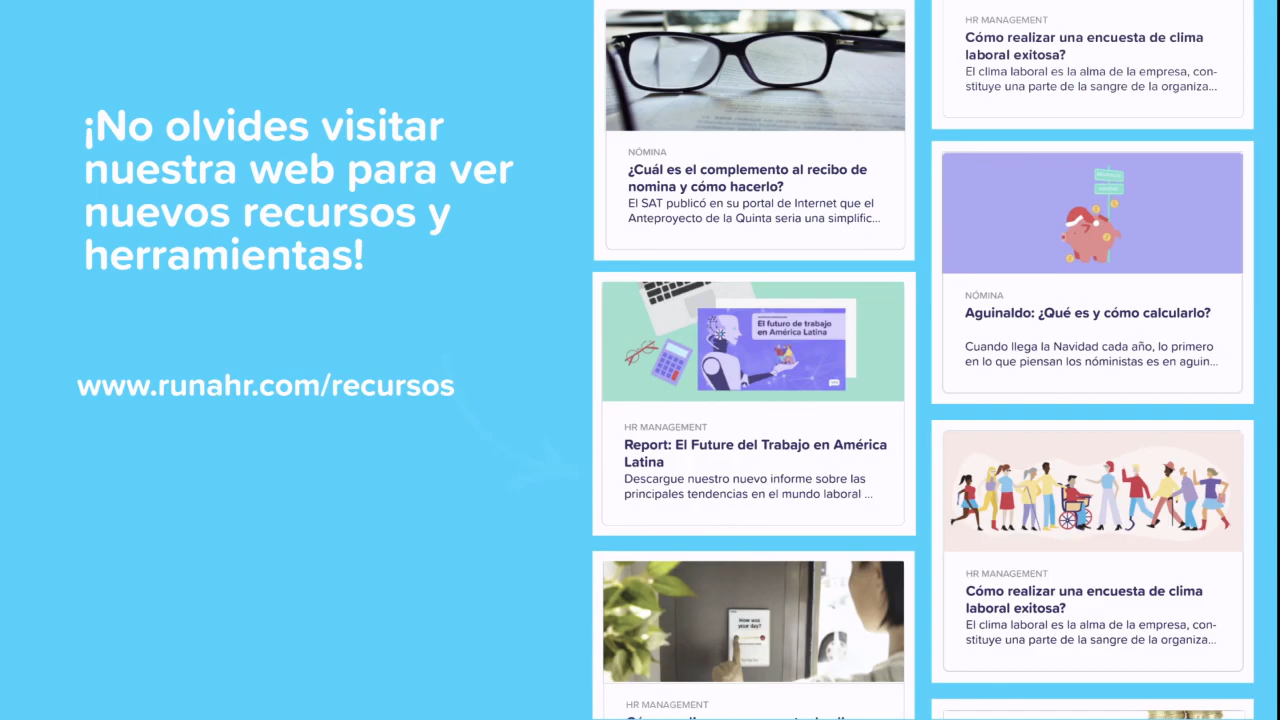 ¡No olvides visitar
nuestra web para ver
nuevos recursos y
herramientas!
www.runahr.com/recursos
NÓMINA
¿Cuál es el complemento al recibo de
nomina y cómo hacerlo?
El SAT publicó en su portal de Internet que el
Anteproyecto de la Quinta seria una simplific...
El futuro de trabajo
en América Latina
HR MANAGEMENT
Report: El Future del Trabajo en América
Latina
Descargue nuestro nuevo informe sobre las
principales tendencias en el mundo laboral ...
How was
your day?
HR MANAGEMENT
HR MANAGEMENT
Cómo realizar una encuesta de clima
laboral exitosa?
El clima laboral es la alma de la empresa, con-
stituye una parte de la sangre de la organiza...
NÓMINA
Aguinaldo: ¿Qué es y cómo calcularlo?
Cuando llega la Navidad cada año, lo primero
en lo que piensan los nóministas es en aguin...
HR MANAGEMENT
Cómo realizar una encuesta de clima
laboral exitosa?
El clima laboral es la alma de la empresa, con-
stituye una parte de la sangre de la organiza...